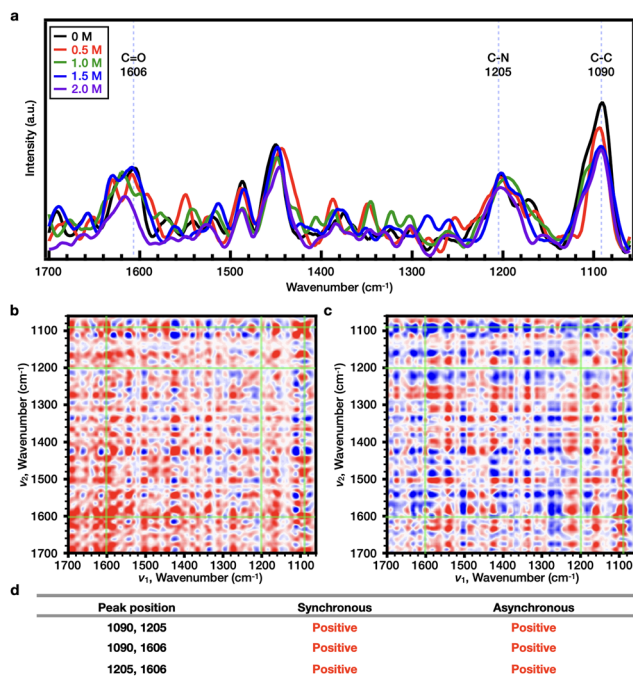 a
0 M
0.5 M
1.0 M
1.5 M
2.0 M
C=O
1606
C-N
1205
C-C
1090
Intensity (a.u.)
1700 1600 1500 1400 1300 1200 1100
Wavenumber (cm⁻¹)
b
c
1100
1200
1300
1400
1500
1600
1700
ν₂, Wavenumber (cm⁻¹)
1700 1600 1500 1400 1300 1200 1100
ν₁, Wavenumber (cm⁻¹)
1100
1200
1300
1400
1500
1600
1700
ν₂, Wavenumber (cm⁻¹)
1700 1600 1500 1400 1300 1200 1100
ν₁, Wavenumber (cm⁻¹)
d
Peak position Synchronous Asynchronous
1090, 1205 Positive Positive
1090, 1606 Positive Positive
1205, 1606 Positive Positive